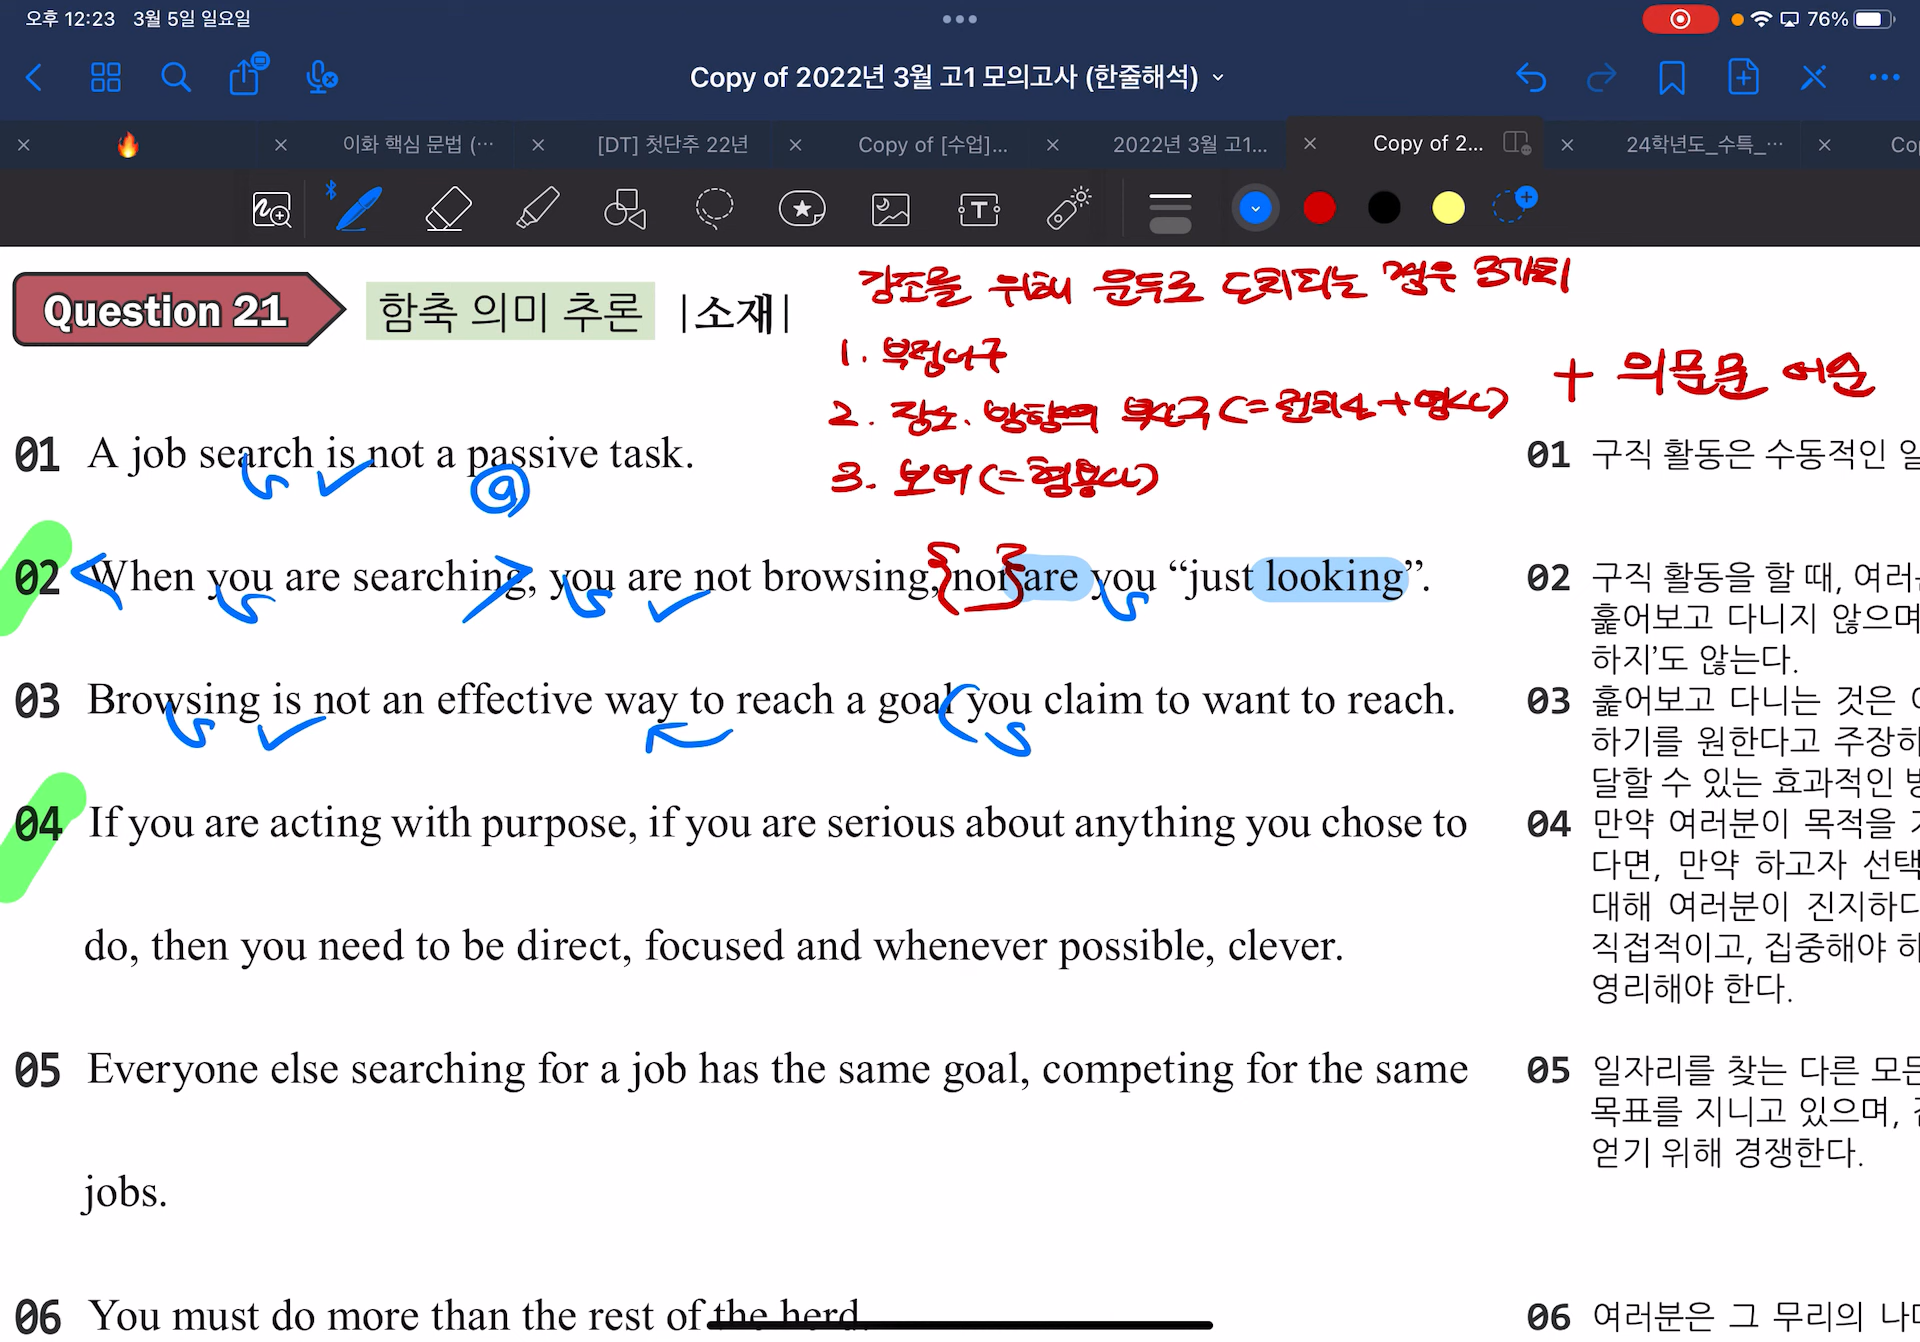 오후 12:23 3월 5일 일요일
76%
Copy of 2022년 3월 고1 모의고사 (한줄해석)
이화 핵심 문법 (…
[DT] 첫단추 22년
Copy of [수업]...
2022년 3월 고1...
Copy of 2...
24학년도_수특_…
Co
Question 21
함축 의미 추론 |소재|
강조를 위해 문두로 도치되는 경우 3가지
1. 부정어구
2. 장소. 방향의 부사구 (= 전치사 + 명사)
3. 보어 (= 형용사)
+ 의문문 어순
01 A job search is not a passive task.
02 When you are searching, you are not browsing, nor are you “just looking”.
03 Browsing is not an effective way to reach a goal you claim to want to reach.
04 If you are acting with purpose, if you are serious about anything you chose to
do, then you need to be direct, focused and whenever possible, clever.
05 Everyone else searching for a job has the same goal, competing for the same
jobs.
06 You must do more than the rest of the herd.
01 구직 활동은 수동적인 일
02 구직 활동을 할 때, 여러
훑어보고 다니지 않으며
하지’도 않는다.
03 훑어보고 다니는 것은
하기를 원한다고 주장하
달할 수 있는 효과적인
04 만약 여러분이 목적을
다면, 만약 하고자 선택
대해 여러분이 진지하다
직접적이고, 집중해야 하
영리해야 한다.
05 일자리를 찾는 다른 모든
목표를 지니고 있으며,
얻기 위해 경쟁한다.
06 여러분은 그 무리의 나머